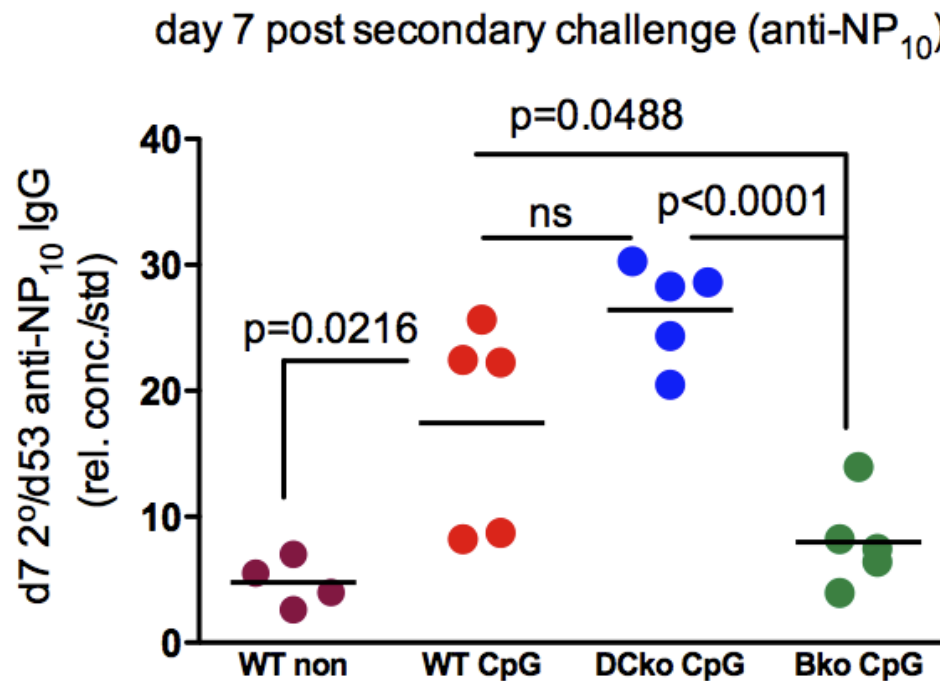 day 7 post secondary challenge (anti-NP₁₀)
p=0.0488
ns
p<0.0001
p=0.0216
d7 2º/d53 anti-NP₁₀ IgG
(rel. conc./std)
40
30
20
10
0
WT non
WT CpG
DCko CpG
Bko CpG